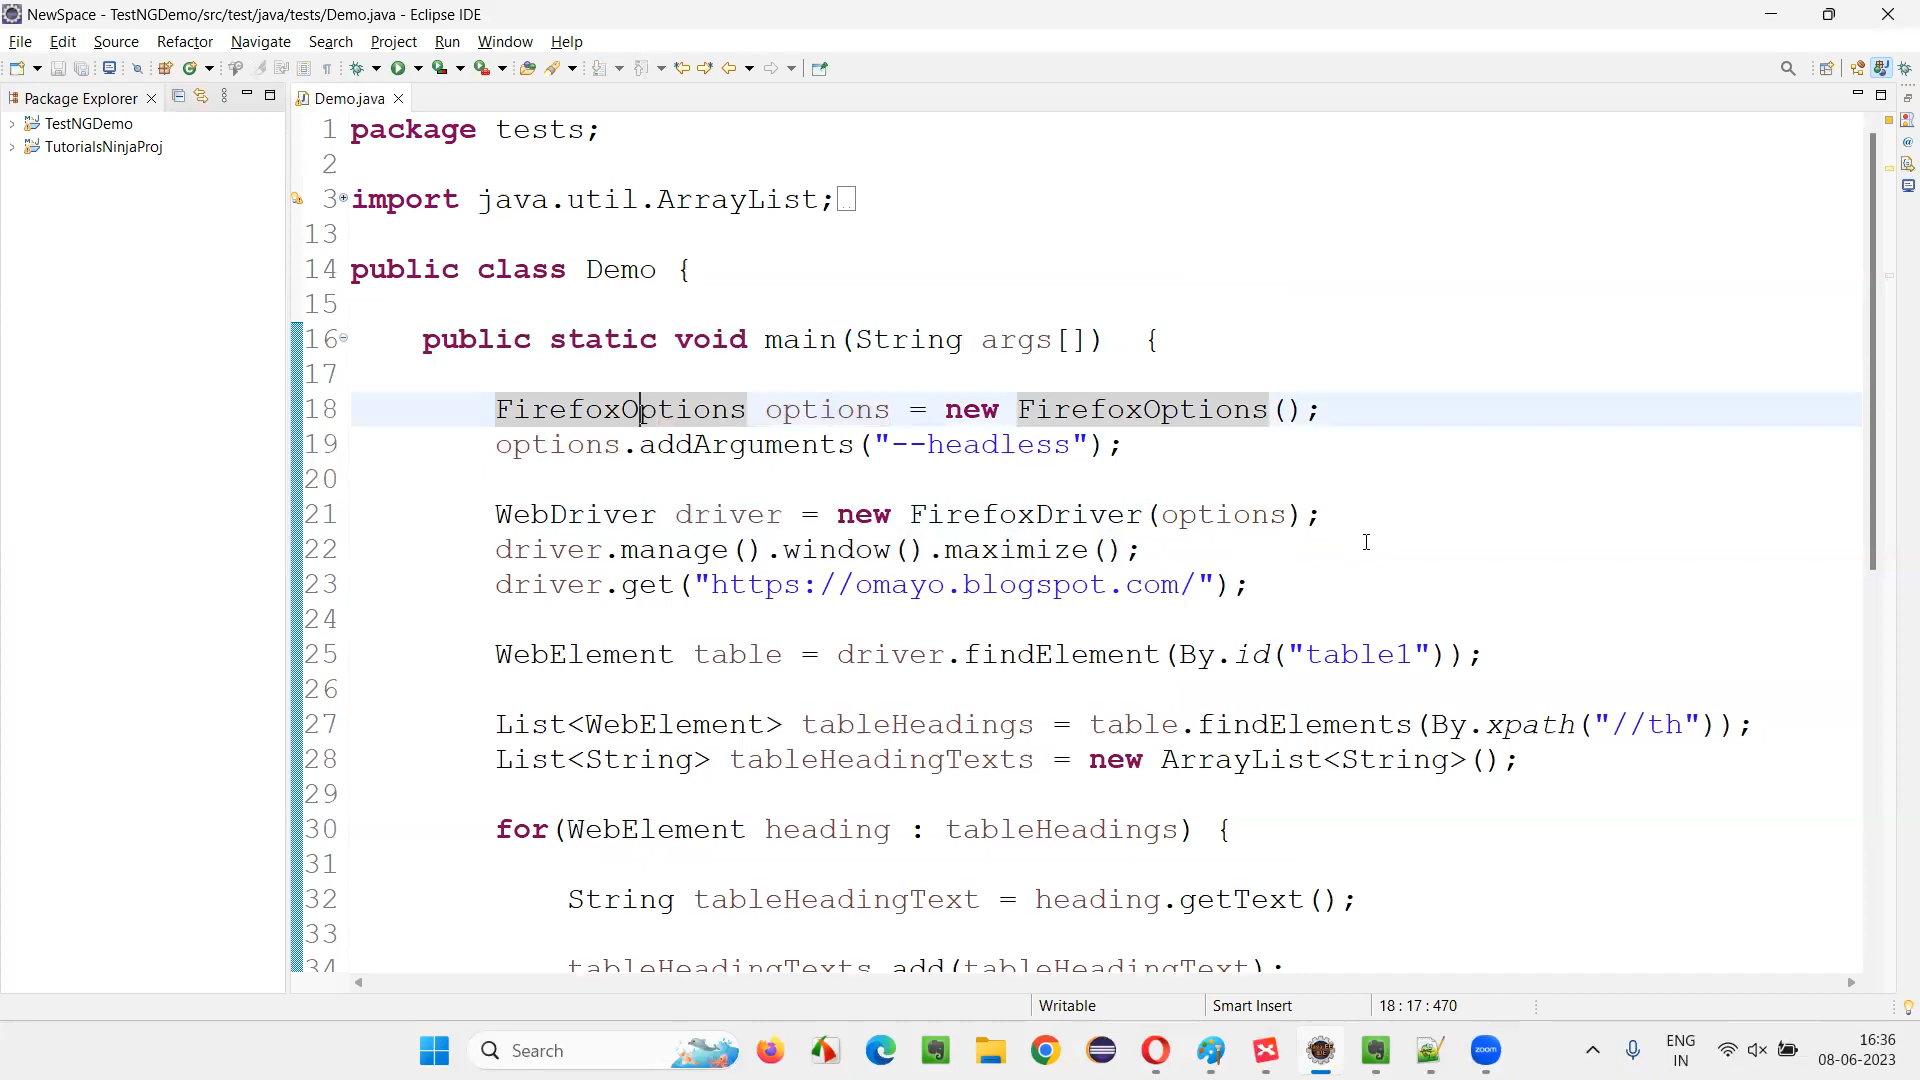 NewSpace - TestNGDemo/src/test/java/tests/Demo.java - Eclipse IDE
File Edit Source Refactor Navigate Search Project Run Window Help
Package Explorer
Demo.java
TestNGDemo
TutorialsNinjaProj
1 package tests;
2
3 import java.util.ArrayList;
13
14 public class Demo {
15
16 public static void main(String args[])  {
17
18 FirefoxOptions options = new FirefoxOptions();
19 options.addArguments("--headless");
20
21 WebDriver driver = new FirefoxDriver(options);
22 driver.manage().window().maximize();
23 driver.get("https://omayo.blogspot.com/");
24
25 WebElement table = driver.findElement(By.id("table1"));
26
27 List<WebElement> tableHeadings = table.findElements(By.xpath("//th"));
28 List<String> tableHeadingTexts = new ArrayList<String>();
29
30 for(WebElement heading : tableHeadings) {
31
32 String tableHeadingText = heading.getText();
33
34 tableHeadingTexts.add(tableHeadingText);
Writable Smart Insert 18 : 17 : 470
Search
zoom
ENG
IN
16:36
08-06-2023